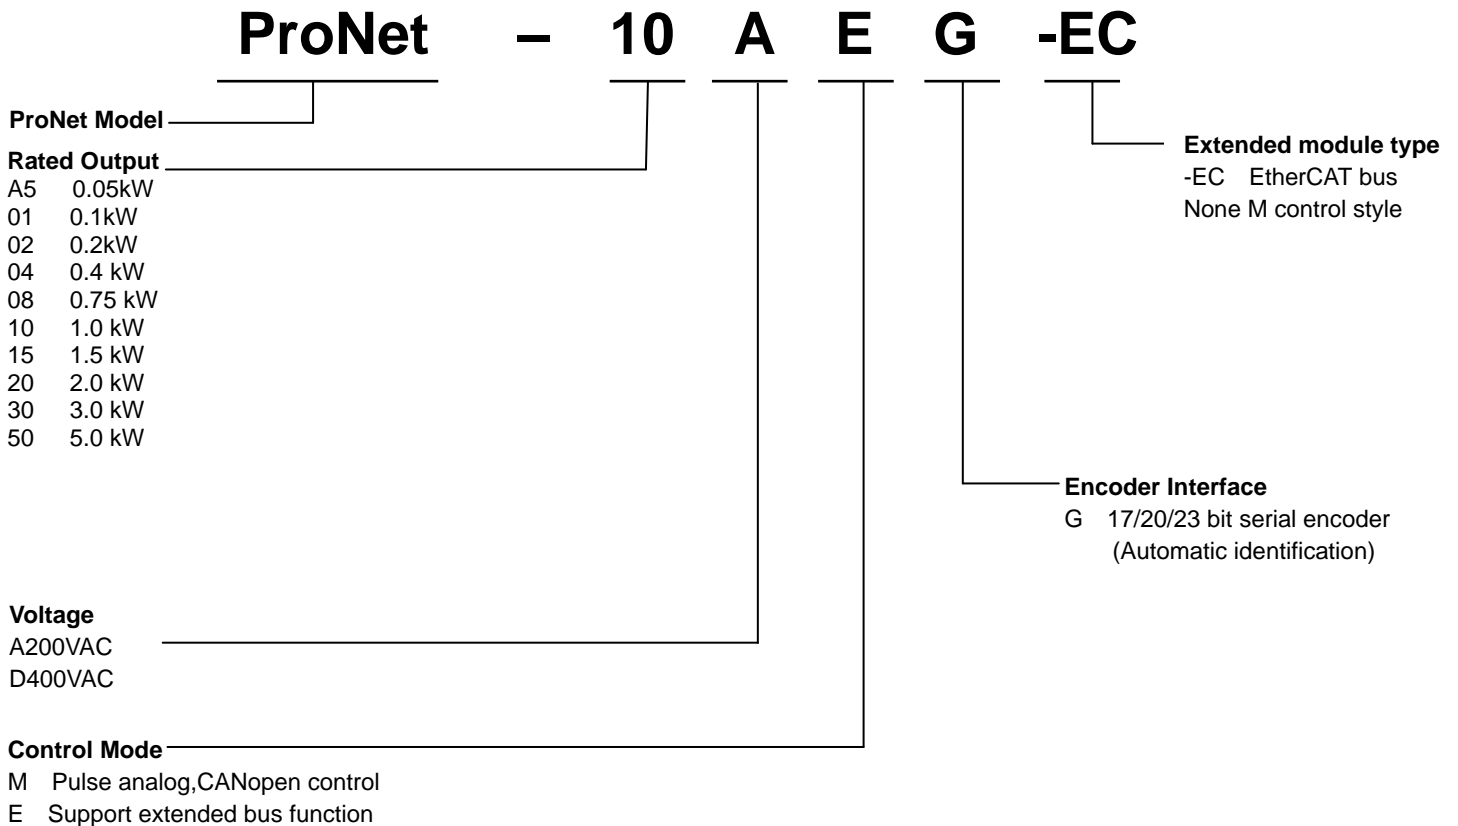 ProNet – 10 A E G -EC
ProNet Model
Rated Output
A5 0.05kW
01 0.1kW
02 0.2kW
04 0.4 kW
08 0.75 kW
10 1.0 kW
15 1.5 kW
20 2.0 kW
30 3.0 kW
50 5.0 kW
Extended module type
-EC EtherCAT bus
None M control style
Encoder Interface
G 17/20/23 bit serial encoder
(Automatic identification)
Voltage
A200VAC
D400VAC
Control Mode
M Pulse analog,CANopen control
E Support extended bus function